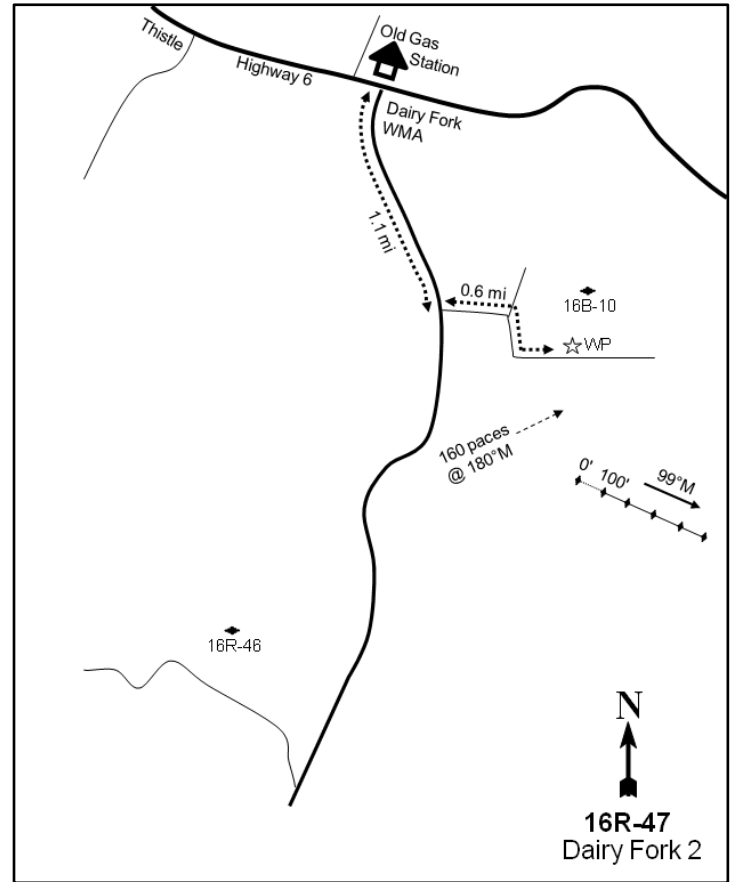 Thistle
Highway 6
Old Gas
Station
Dairy Fork
WMA
1.1 mi
0.6 mi
16B-10
WP
160 paces
@ 180°M
0' 100' 99°M
16R-46
N
16R-47
Dairy Fork 2